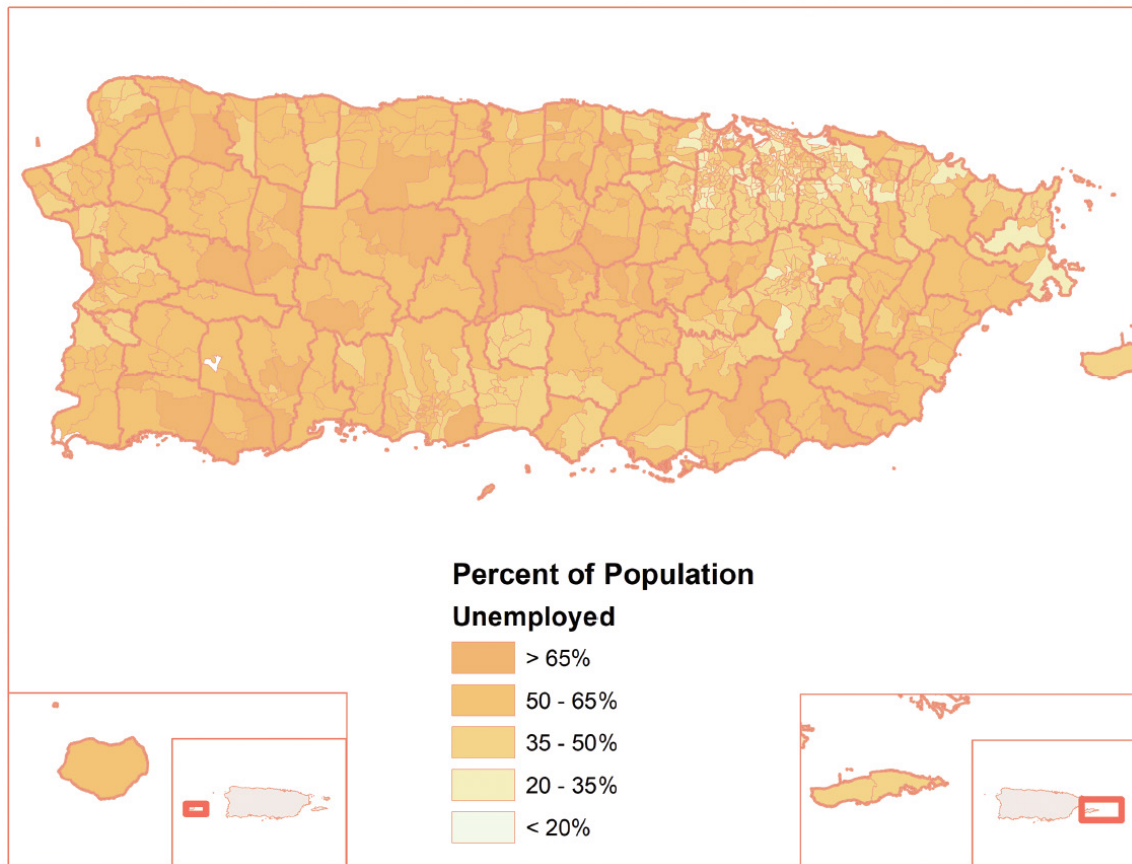 Percent of Population
Unemployed
> 65%
50 - 65%
35 - 50%
20 - 35%
< 20%